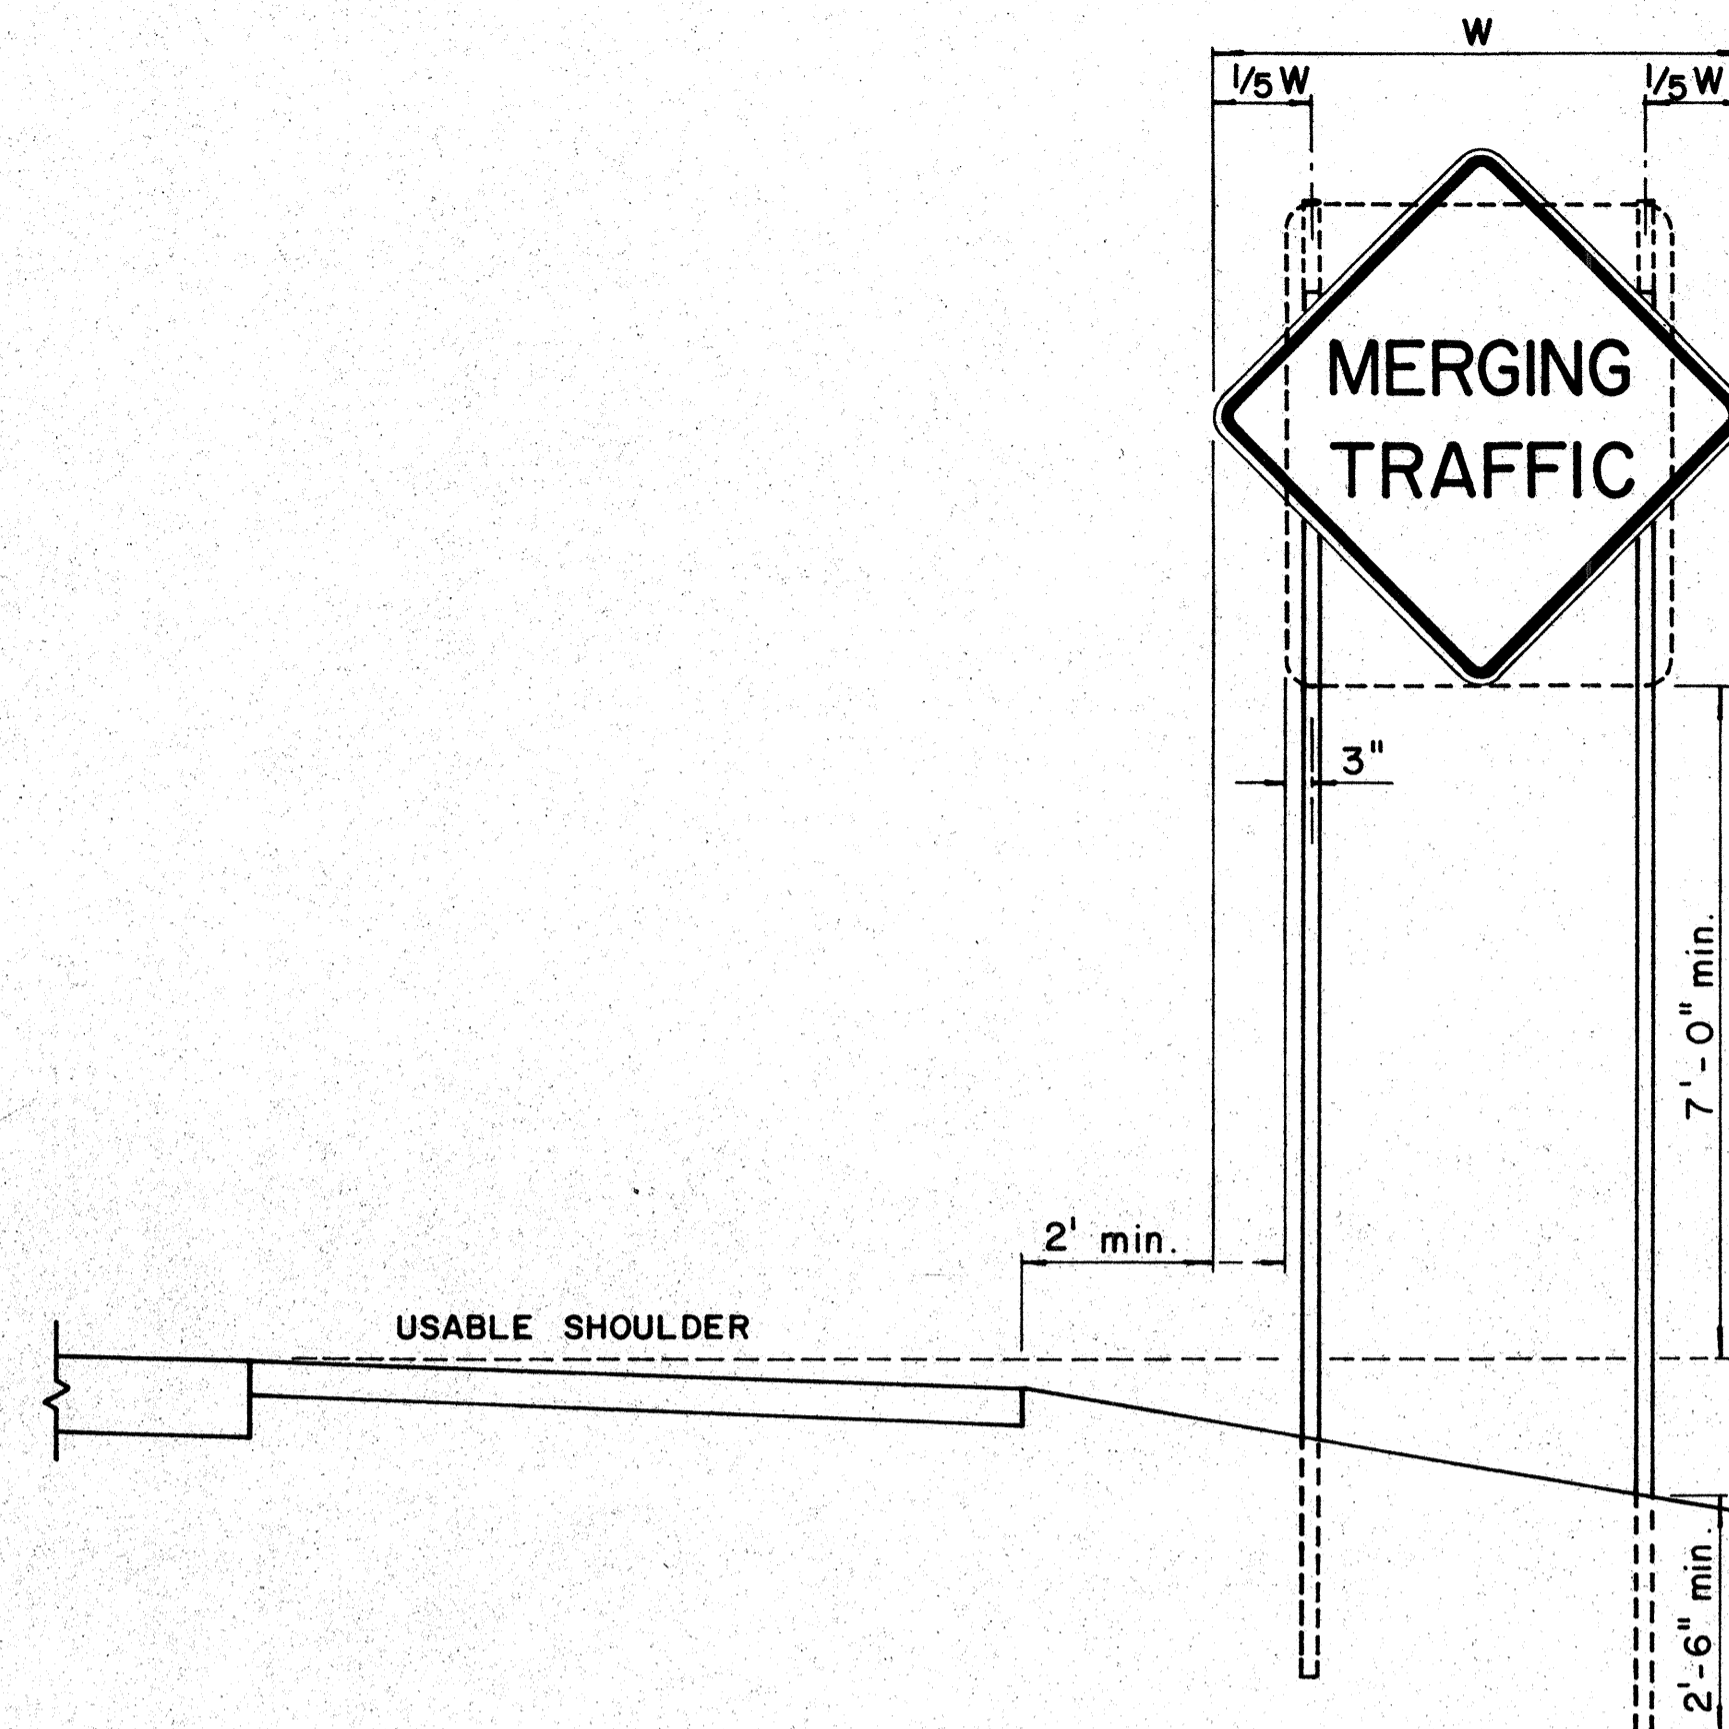 W
1/5 W
1/5 W
MERGING
TRAFFIC
3"
7'-0" min.
2' min.
USABLE SHOULDER
2'-6" min.